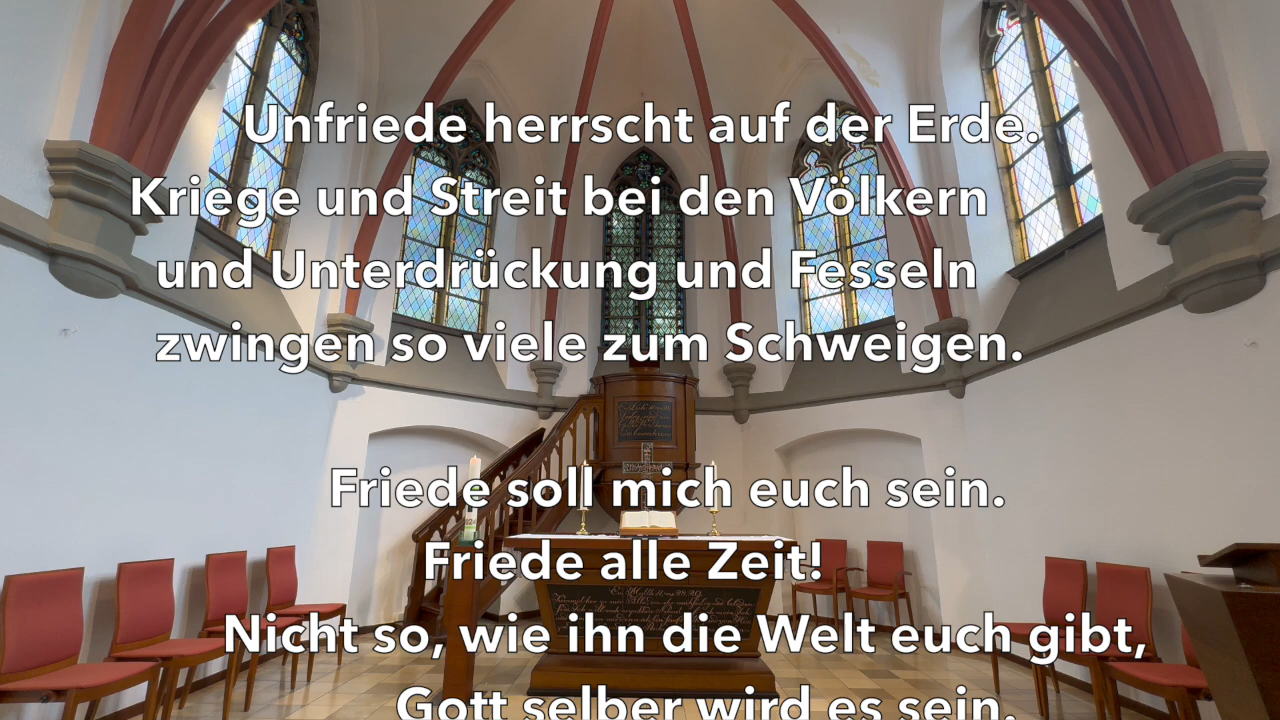 Unfriede herrscht auf der Erde.
Kriege und Streit bei den Völkern
und Unterdrückung und Fesseln
zwingen so viele zum Schweigen.
Friede soll mich euch sein.
Friede alle Zeit!
Nicht so, wie ihn die Welt euch gibt,
Gott selber wird es sein.